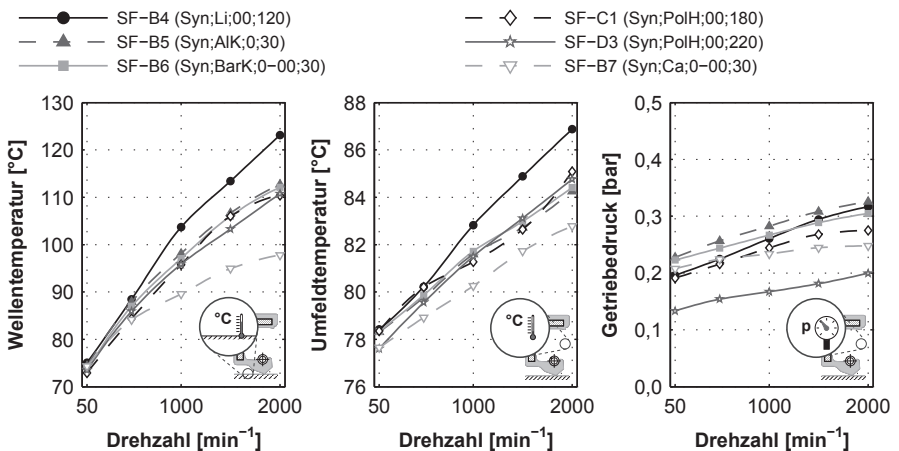 SF−B4 (Syn;Li;00;120)
SF−C1 (Syn;PolH;00;180)
SF−B5 (Syn;AlK;0;30)
SF−D3 (Syn;PolH;00;220)
SF−B6 (Syn;BarK;0−00;30)
SF−B7 (Syn;Ca;0−00;30)
Wellentemperatur [°C]
130
120
110
100
90
80
70
°C
50 1000 2000
Drehzahl [min⁻¹]
Umfeldtemperatur [°C]
88
86
84
82
80
78
76
°C
50 1000 2000
Drehzahl [min⁻¹]
Getriebedruck [bar]
0,5
0,4
0,3
0,2
0,1
0,0
p
50 1000 2000
Drehzahl [min⁻¹]